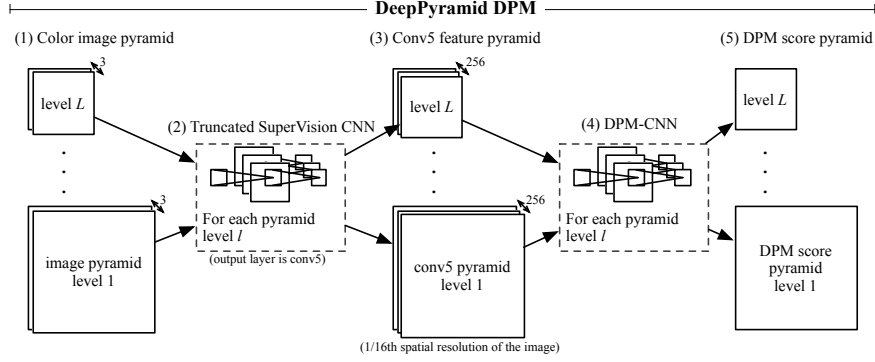 DeepPyramid DPM
(1) Color image pyramid
(3) Conv5 feature pyramid
(5) DPM score pyramid
3
256
level L
level L
level L
(2) Truncated SuperVision CNN
(4) DPM-CNN
3
256
For each pyramid
level l
For each pyramid
level l
(output layer is conv5)
image pyramid
level 1
conv5 pyramid
level 1
DPM score
pyramid
level 1
(1/16th spatial resolution of the image)